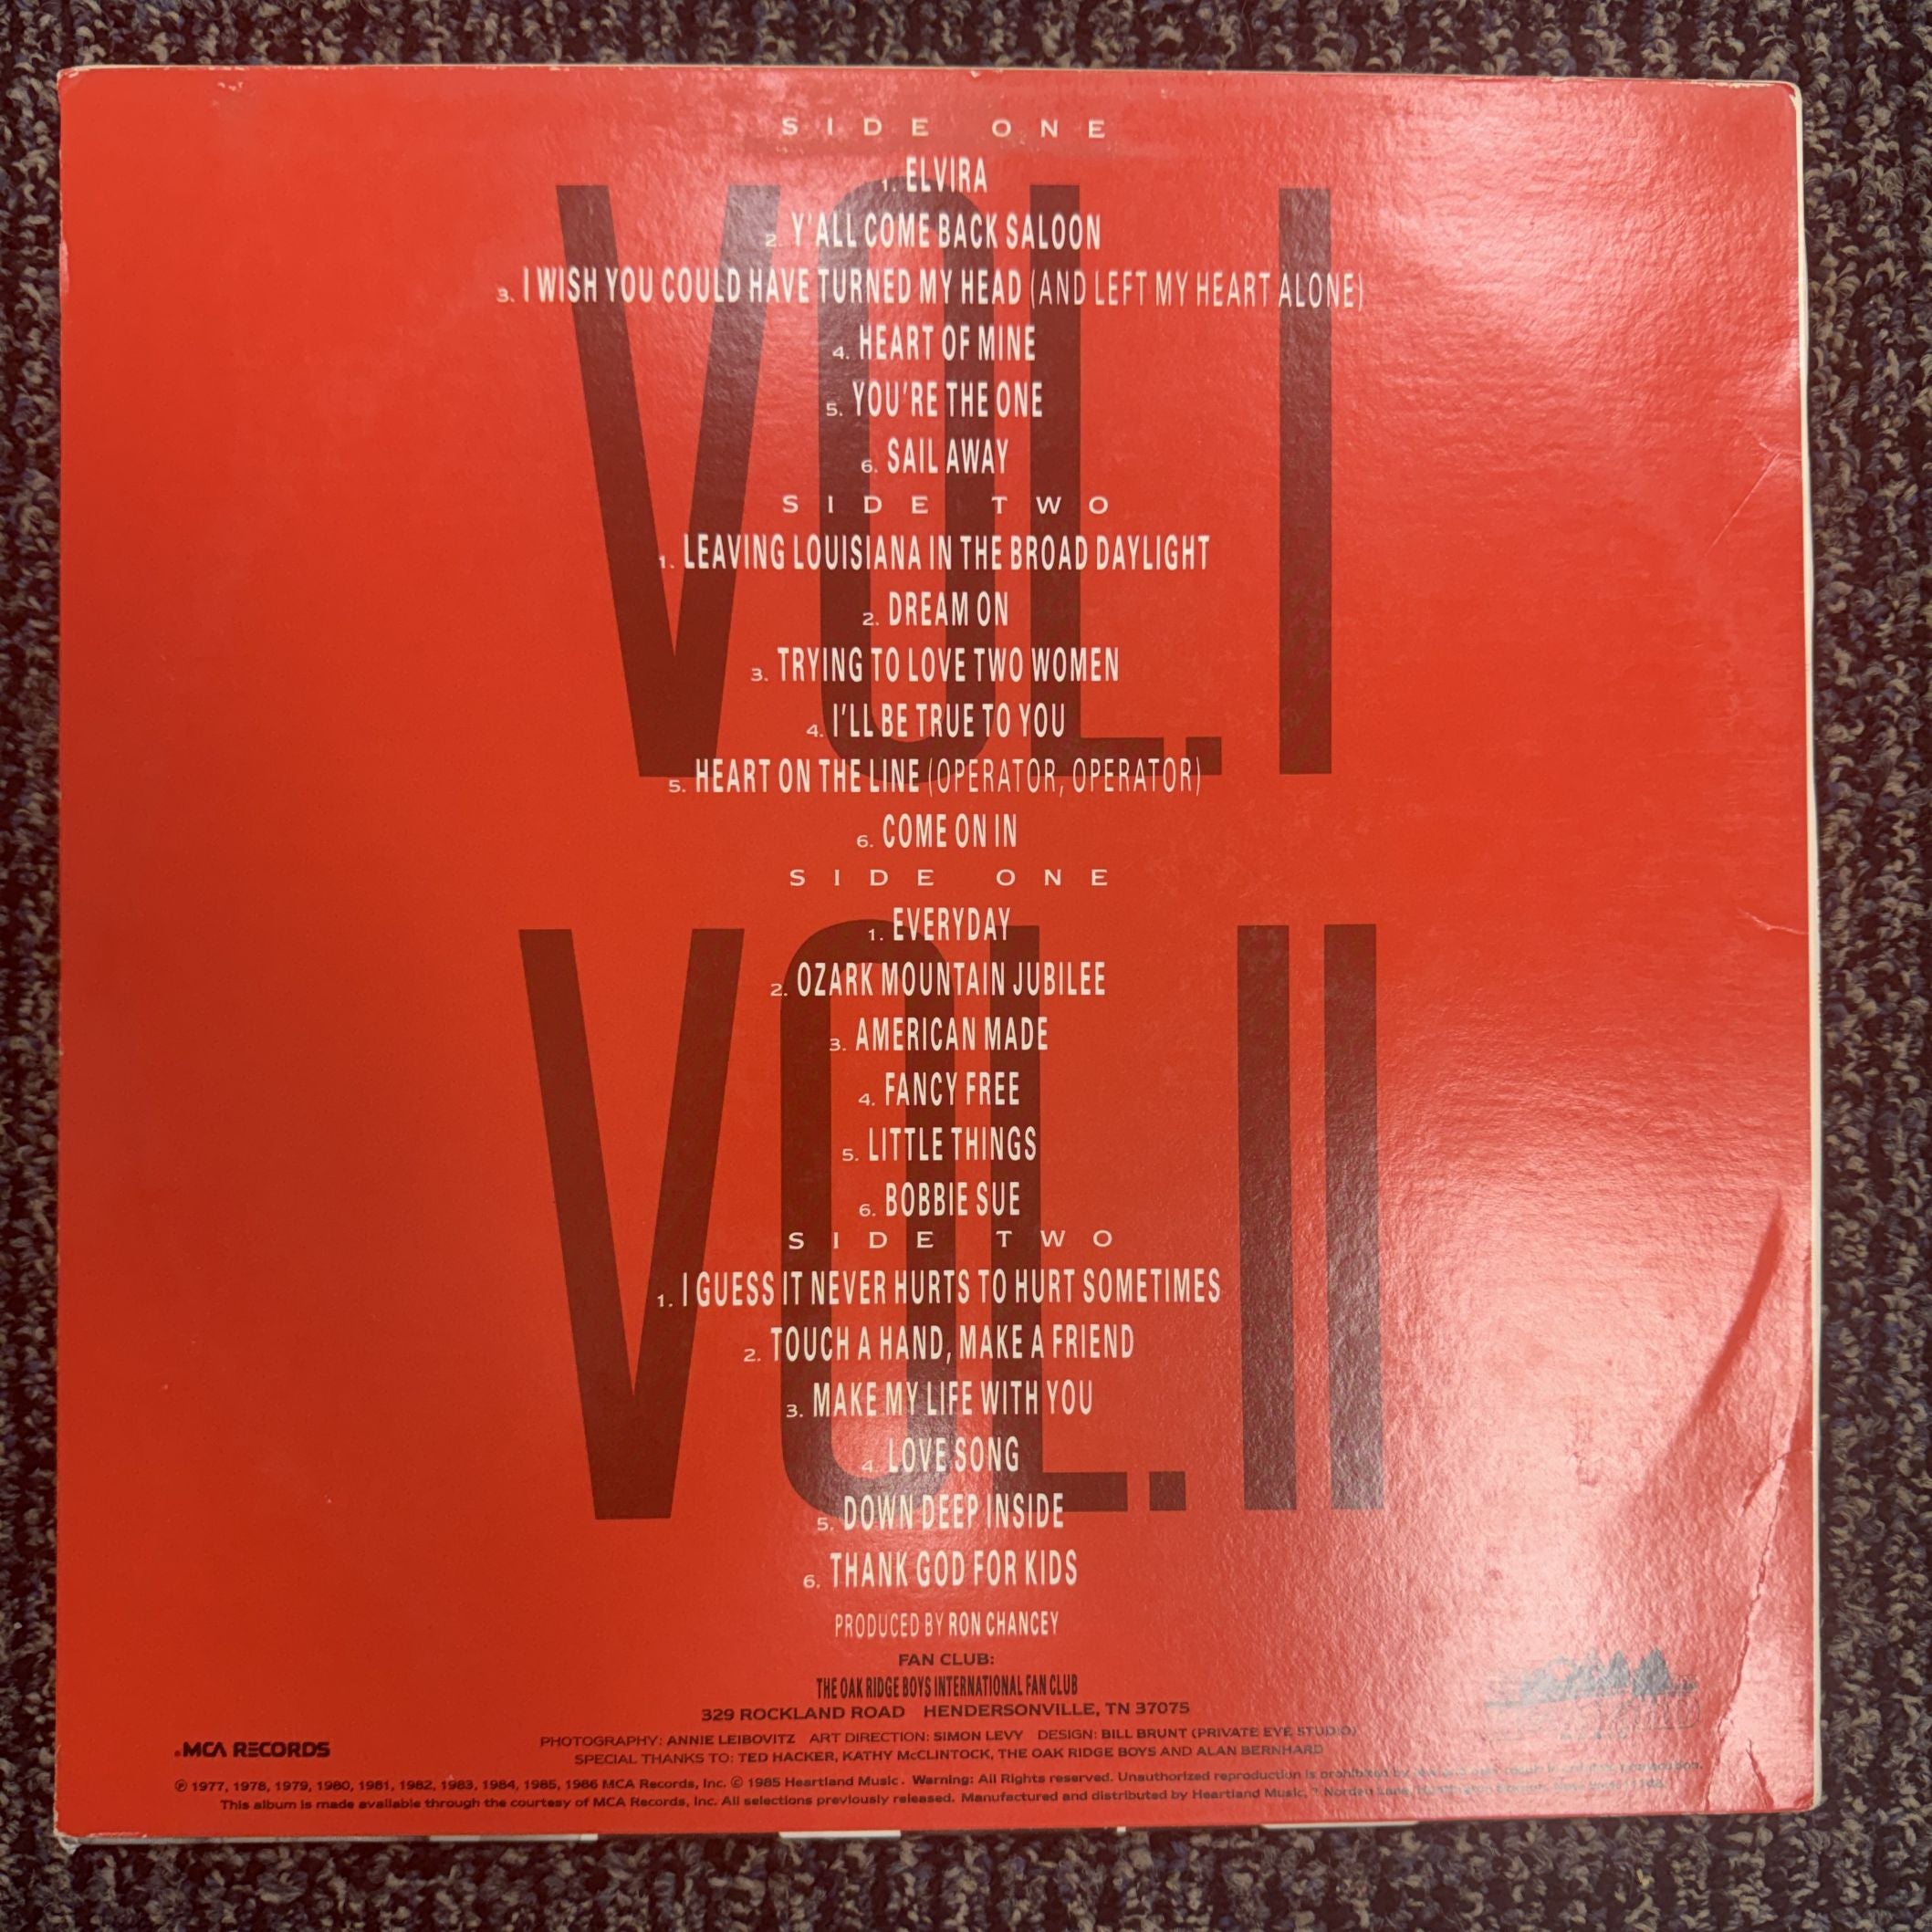 SIDE ONE
1. ELVIRA
2. Y'ALL COME BACK SALOON
3. I WISH YOU COULD HAVE TURNED MY HEAD (AND LEFT MY HEART ALONE)
4. HEART OF MINE
5. YOU'RE THE ONE
6. SAIL AWAY
VOL. I
SIDE TWO
1. LEAVING LOUISIANA IN THE BROAD DAYLIGHT
2. DREAM ON
3. TRYING TO LOVE TWO WOMEN
4. I'LL BE TRUE TO YOU
5. HEART ON THE LINE (OPERATOR, OPERATOR)
6. COME ON IN
SIDE ONE
1. EVERYDAY
2. OZARK MOUNTAIN JUBILEE
3. AMERICAN MADE
4. FANCY FREE
5. LITTLE THINGS
6. BOBBIE SUE
VOL. II
SIDE TWO
1. I GUESS IT NEVER HURTS TO HURT SOMETIMES
2. TOUCH A HAND, MAKE A FRIEND
3. MAKE MY LIFE WITH YOU
4. LOVE SONG
5. DOWN DEEP INSIDE
6. THANK GOD FOR KIDS
PRODUCED BY RON CHANCEY
FAN CLUB:
THE OAK RIDGE BOYS INTERNATIONAL FAN CLUB
329 ROCKLAND ROAD HENDERSONVILLE, TN 37075
MCA RECORDS
PHOTOGRAPHY: ANNIE LEIBOVITZ ART DIRECTION: SIMON LEVY DESIGN: BILL BRUNT (PRIVATE EYE STUDIO)
SPECIAL THANKS TO: TED HACKER, KATHY McCLINTOCK, THE OAK RIDGE BOYS AND ALAN BERNHARD
℗ 1977, 1978, 1979, 1980, 1981, 1982, 1983, 1984, 1985, 1986 MCA Records, Inc. © 1985 Heartland Music. Warning: All Rights reserved. Unauthorized reproduction is prohibited by
This album is made available through the courtesy of MCA Records, Inc. All selections previously released. Manufactured and distributed by Heartland Music,